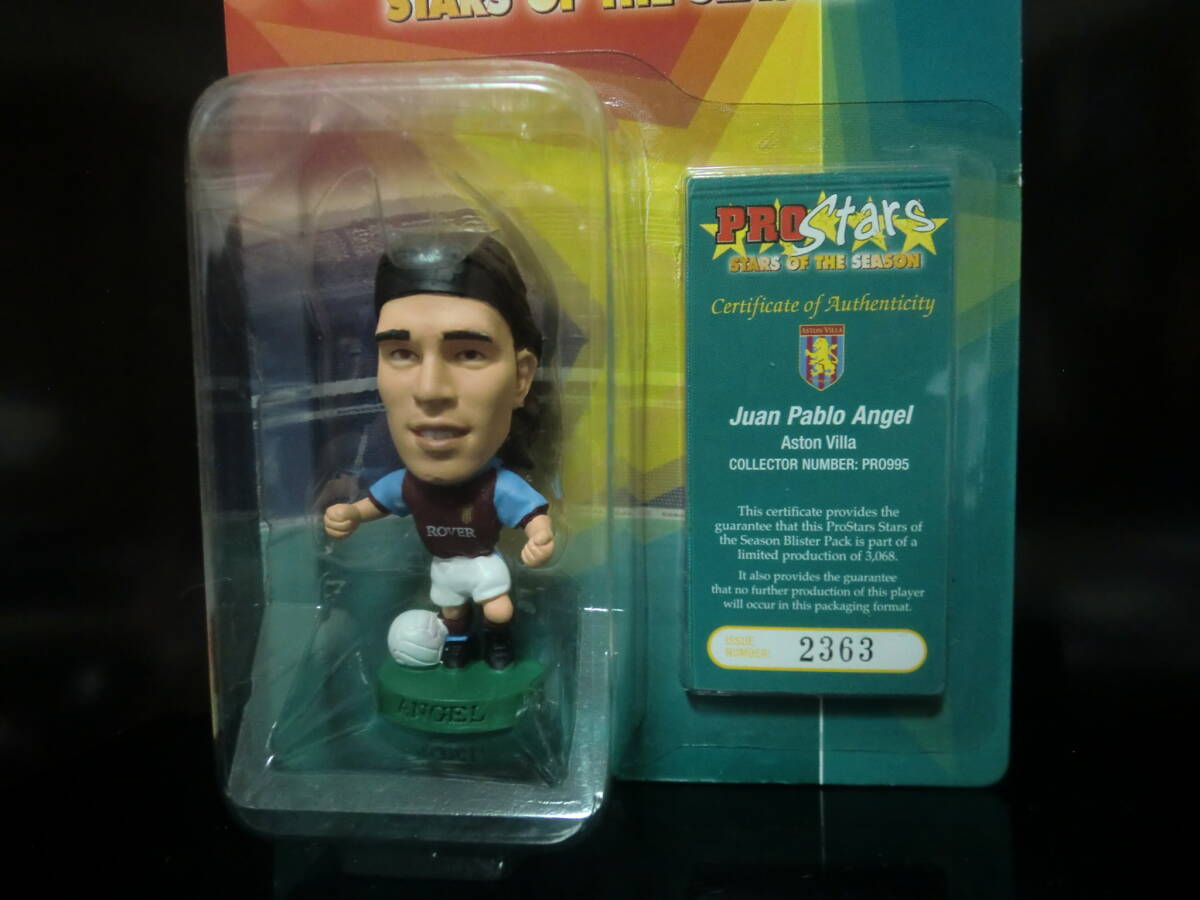 STARS OF THE SEASON
PROStars
STARS OF THE SEASON
Certificate of Authenticity
ASTON VILLA
Juan Pablo Angel
Aston Villa
COLLECTOR NUMBER: PRO995
This certificate provides the
guarantee that this ProStars Stars of
the Season Blister Pack is part of a
limited production of 3,068.
It also provides the guarantee
that no further production of this player
will occur in this packaging format.
ISSUE
NUMBER: 2363
ROVER
ANGEL